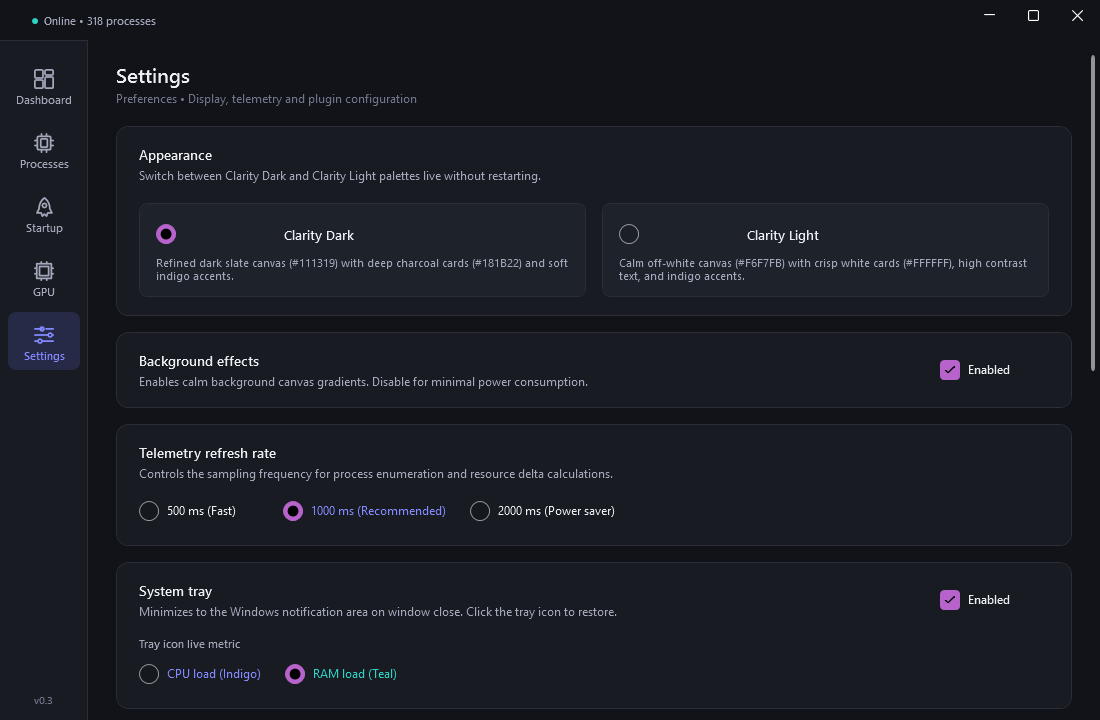 Online • 318 processes
Dashboard
Processes
Startup
GPU
Settings
v0.3
Settings
Preferences • Display, telemetry and plugin configuration
Appearance
Switch between Clarity Dark and Clarity Light palettes live without restarting.
Clarity Dark
Refined dark slate canvas (#111319) with deep charcoal cards (#181B22) and soft
indigo accents.
Clarity Light
Calm off-white canvas (#F6F7FB) with crisp white cards (#FFFFFF), high contrast
text, and indigo accents.
Background effects
Enables calm background canvas gradients. Disable for minimal power consumption.
Enabled
Telemetry refresh rate
Controls the sampling frequency for process enumeration and resource delta calculations.
500 ms (Fast)
1000 ms (Recommended)
2000 ms (Power saver)
System tray
Minimizes to the Windows notification area on window close. Click the tray icon to restore.
Enabled
Tray icon live metric
CPU load (Indigo)
RAM load (Teal)